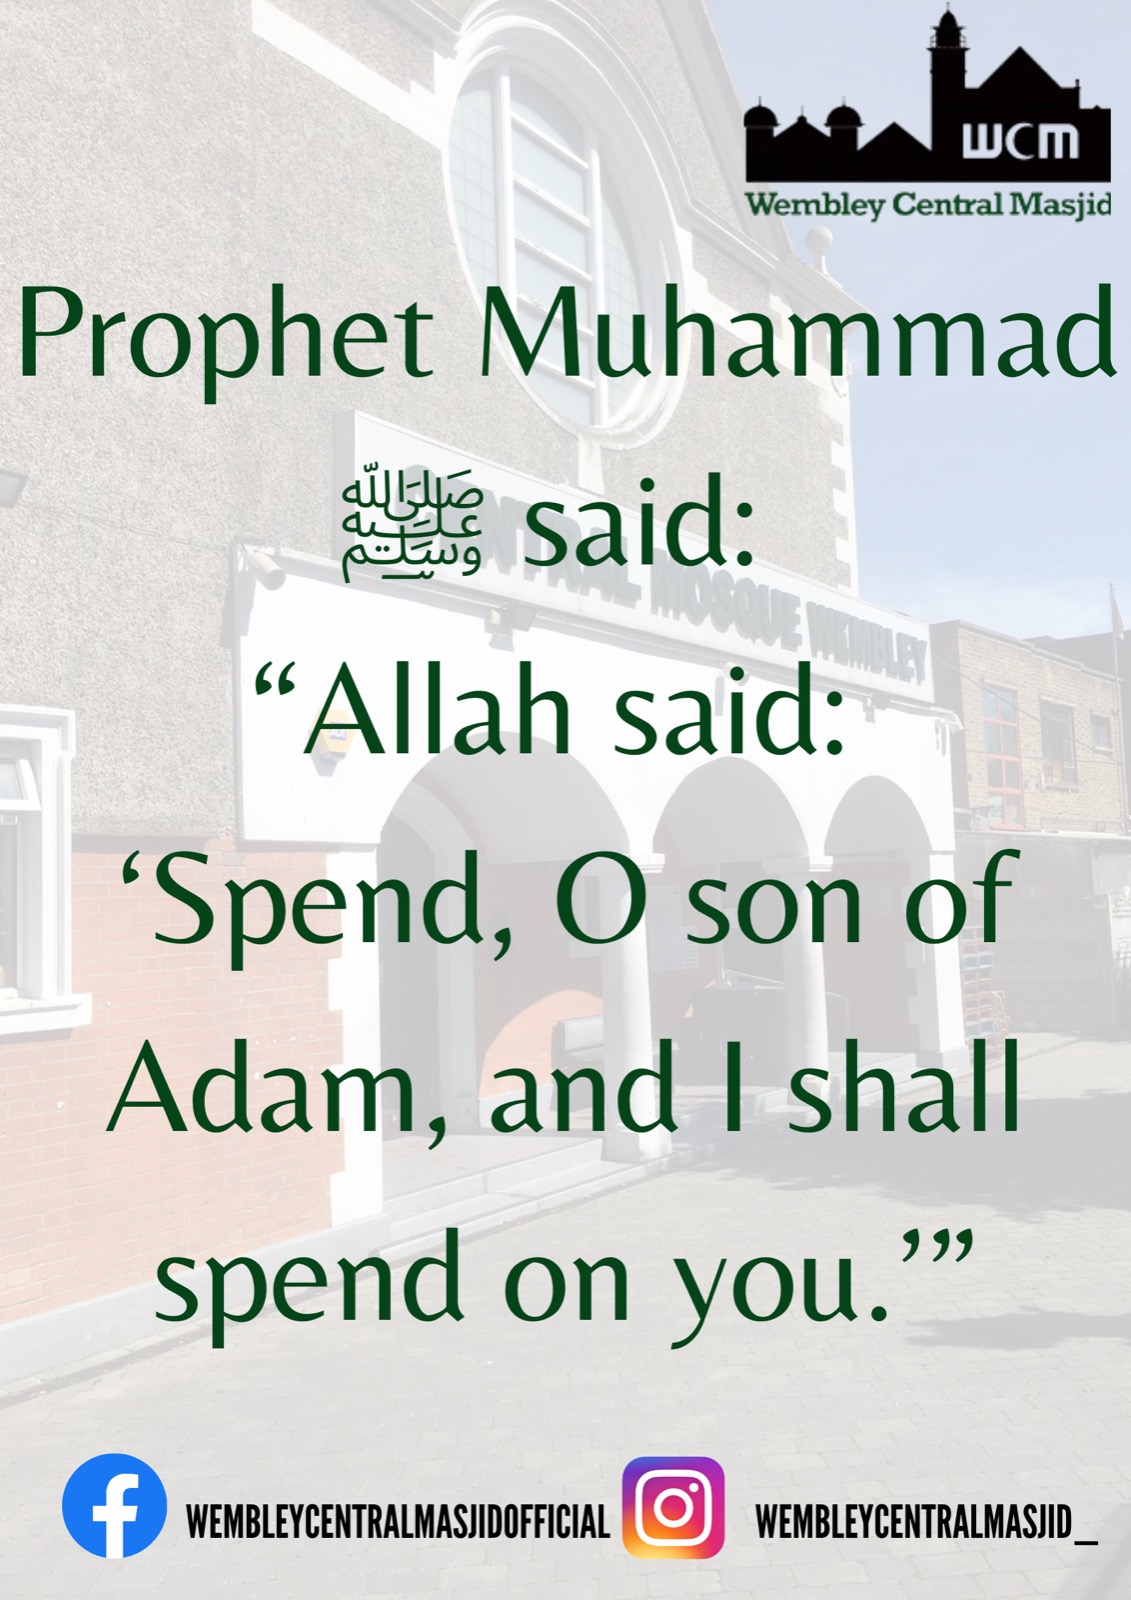 WCM
Wembley Central Masjid
Prophet Muhammad
ﷺ said:
“Allah said:
‘Spend, O son of
Adam, and I shall
spend on you.’”
CENTRAL MOSQUE WEMBLEY
WEMBLEYCENTRALMASJIDOFFICIAL
WEMBLEYCENTRALMASJID_